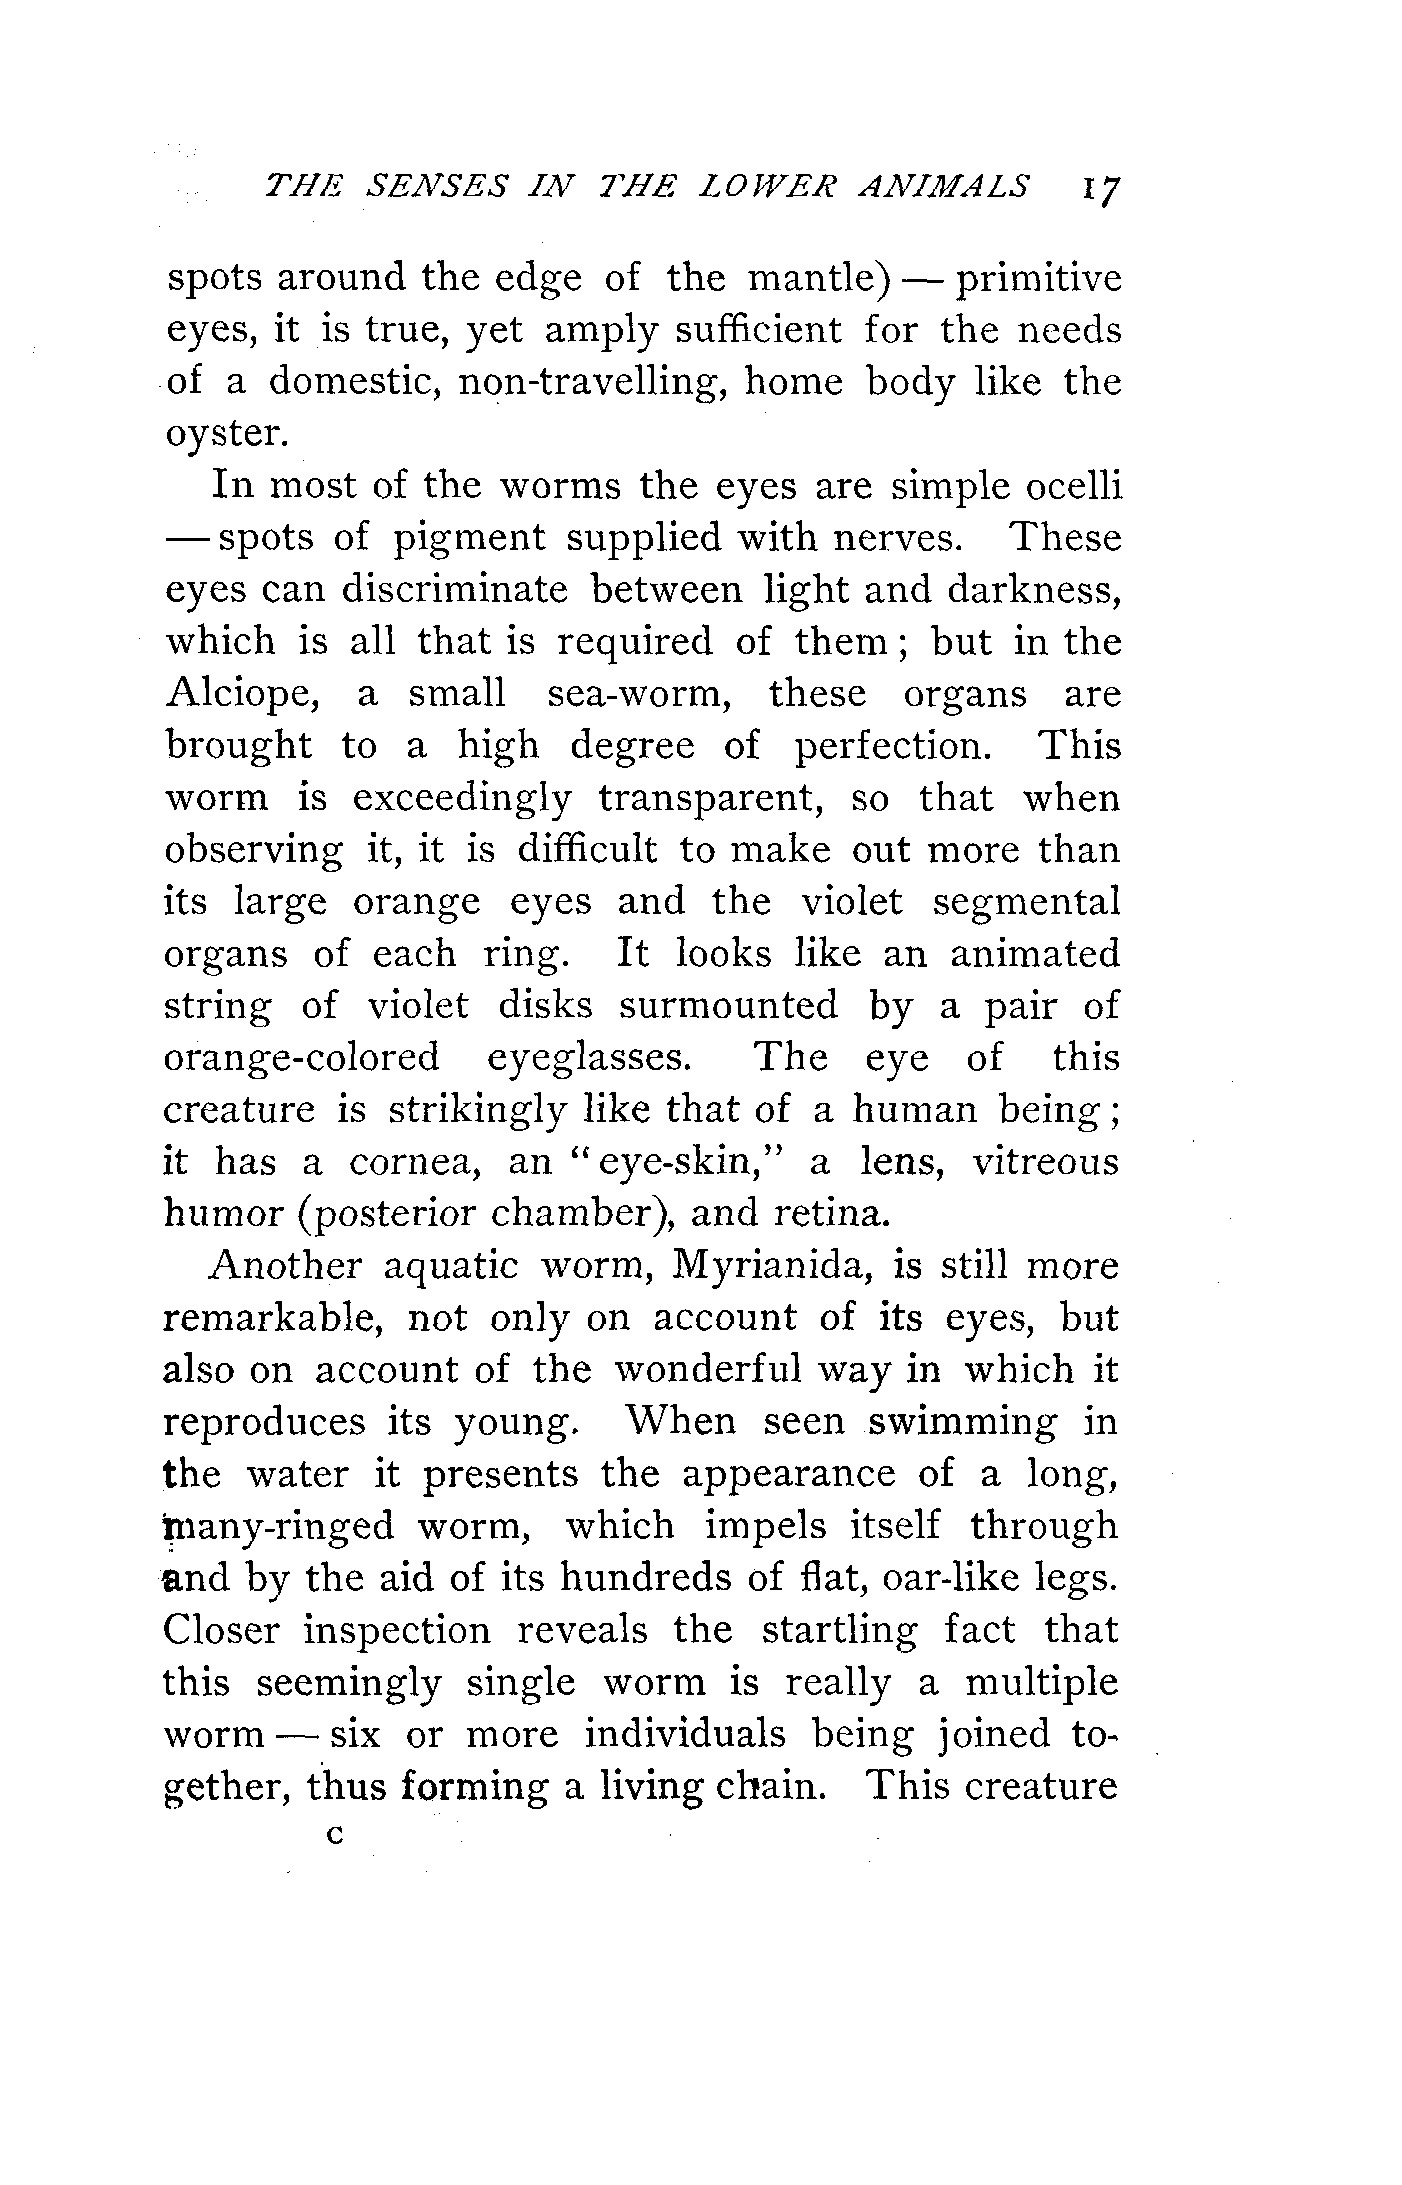 THE SENSES IN THE LOWER ANIMALS 17
spots around the edge of the mantle) — primitive
eyes, it is true, yet amply sufficient for the needs
of a domestic, non-travelling, home body like the
oyster.
In most of the worms the eyes are simple ocelli
— spots of pigment supplied with nerves. These
eyes can discriminate between light and darkness,
which is all that is required of them ; but in the
Alciope, a small sea-worm, these organs are
brought to a high degree of perfection. This
worm is exceedingly transparent, so that when
observing it, it is difficult to make out more than
its large orange eyes and the violet segmental
organs of each ring. It looks like an animated
string of violet disks surmounted by a pair of
orange-colored eyeglasses. The eye of this
creature is strikingly like that of a human being ;
it has a cornea, an “ eye-skin,” a lens, vitreous
humor (posterior chamber), and retina.
Another aquatic worm, Myrianida, is still more
remarkable, not only on account of its eyes, but
also on account of the wonderful way in which it
reproduces its young. When seen swimming in
the water it presents the appearance of a long,
many-ringed worm, which impels itself through
and by the aid of its hundreds of flat, oar-like legs.
Closer inspection reveals the startling fact that
this seemingly single worm is really a multiple
worm — six or more individuals being joined to-
gether, thus forming a living chain. This creature
C